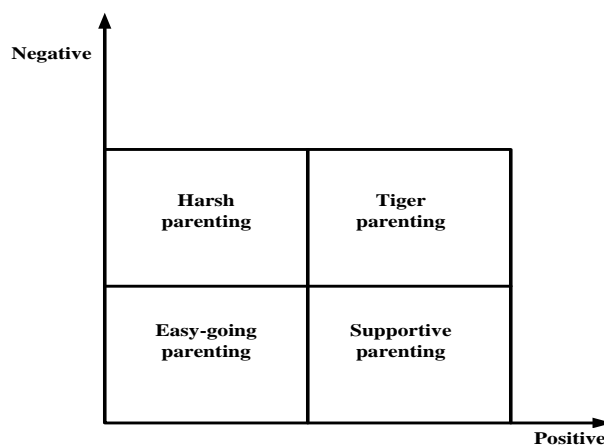 Negative
Harsh
parenting
Tiger
parenting
Easy-going
parenting
Supportive
parenting
Positive